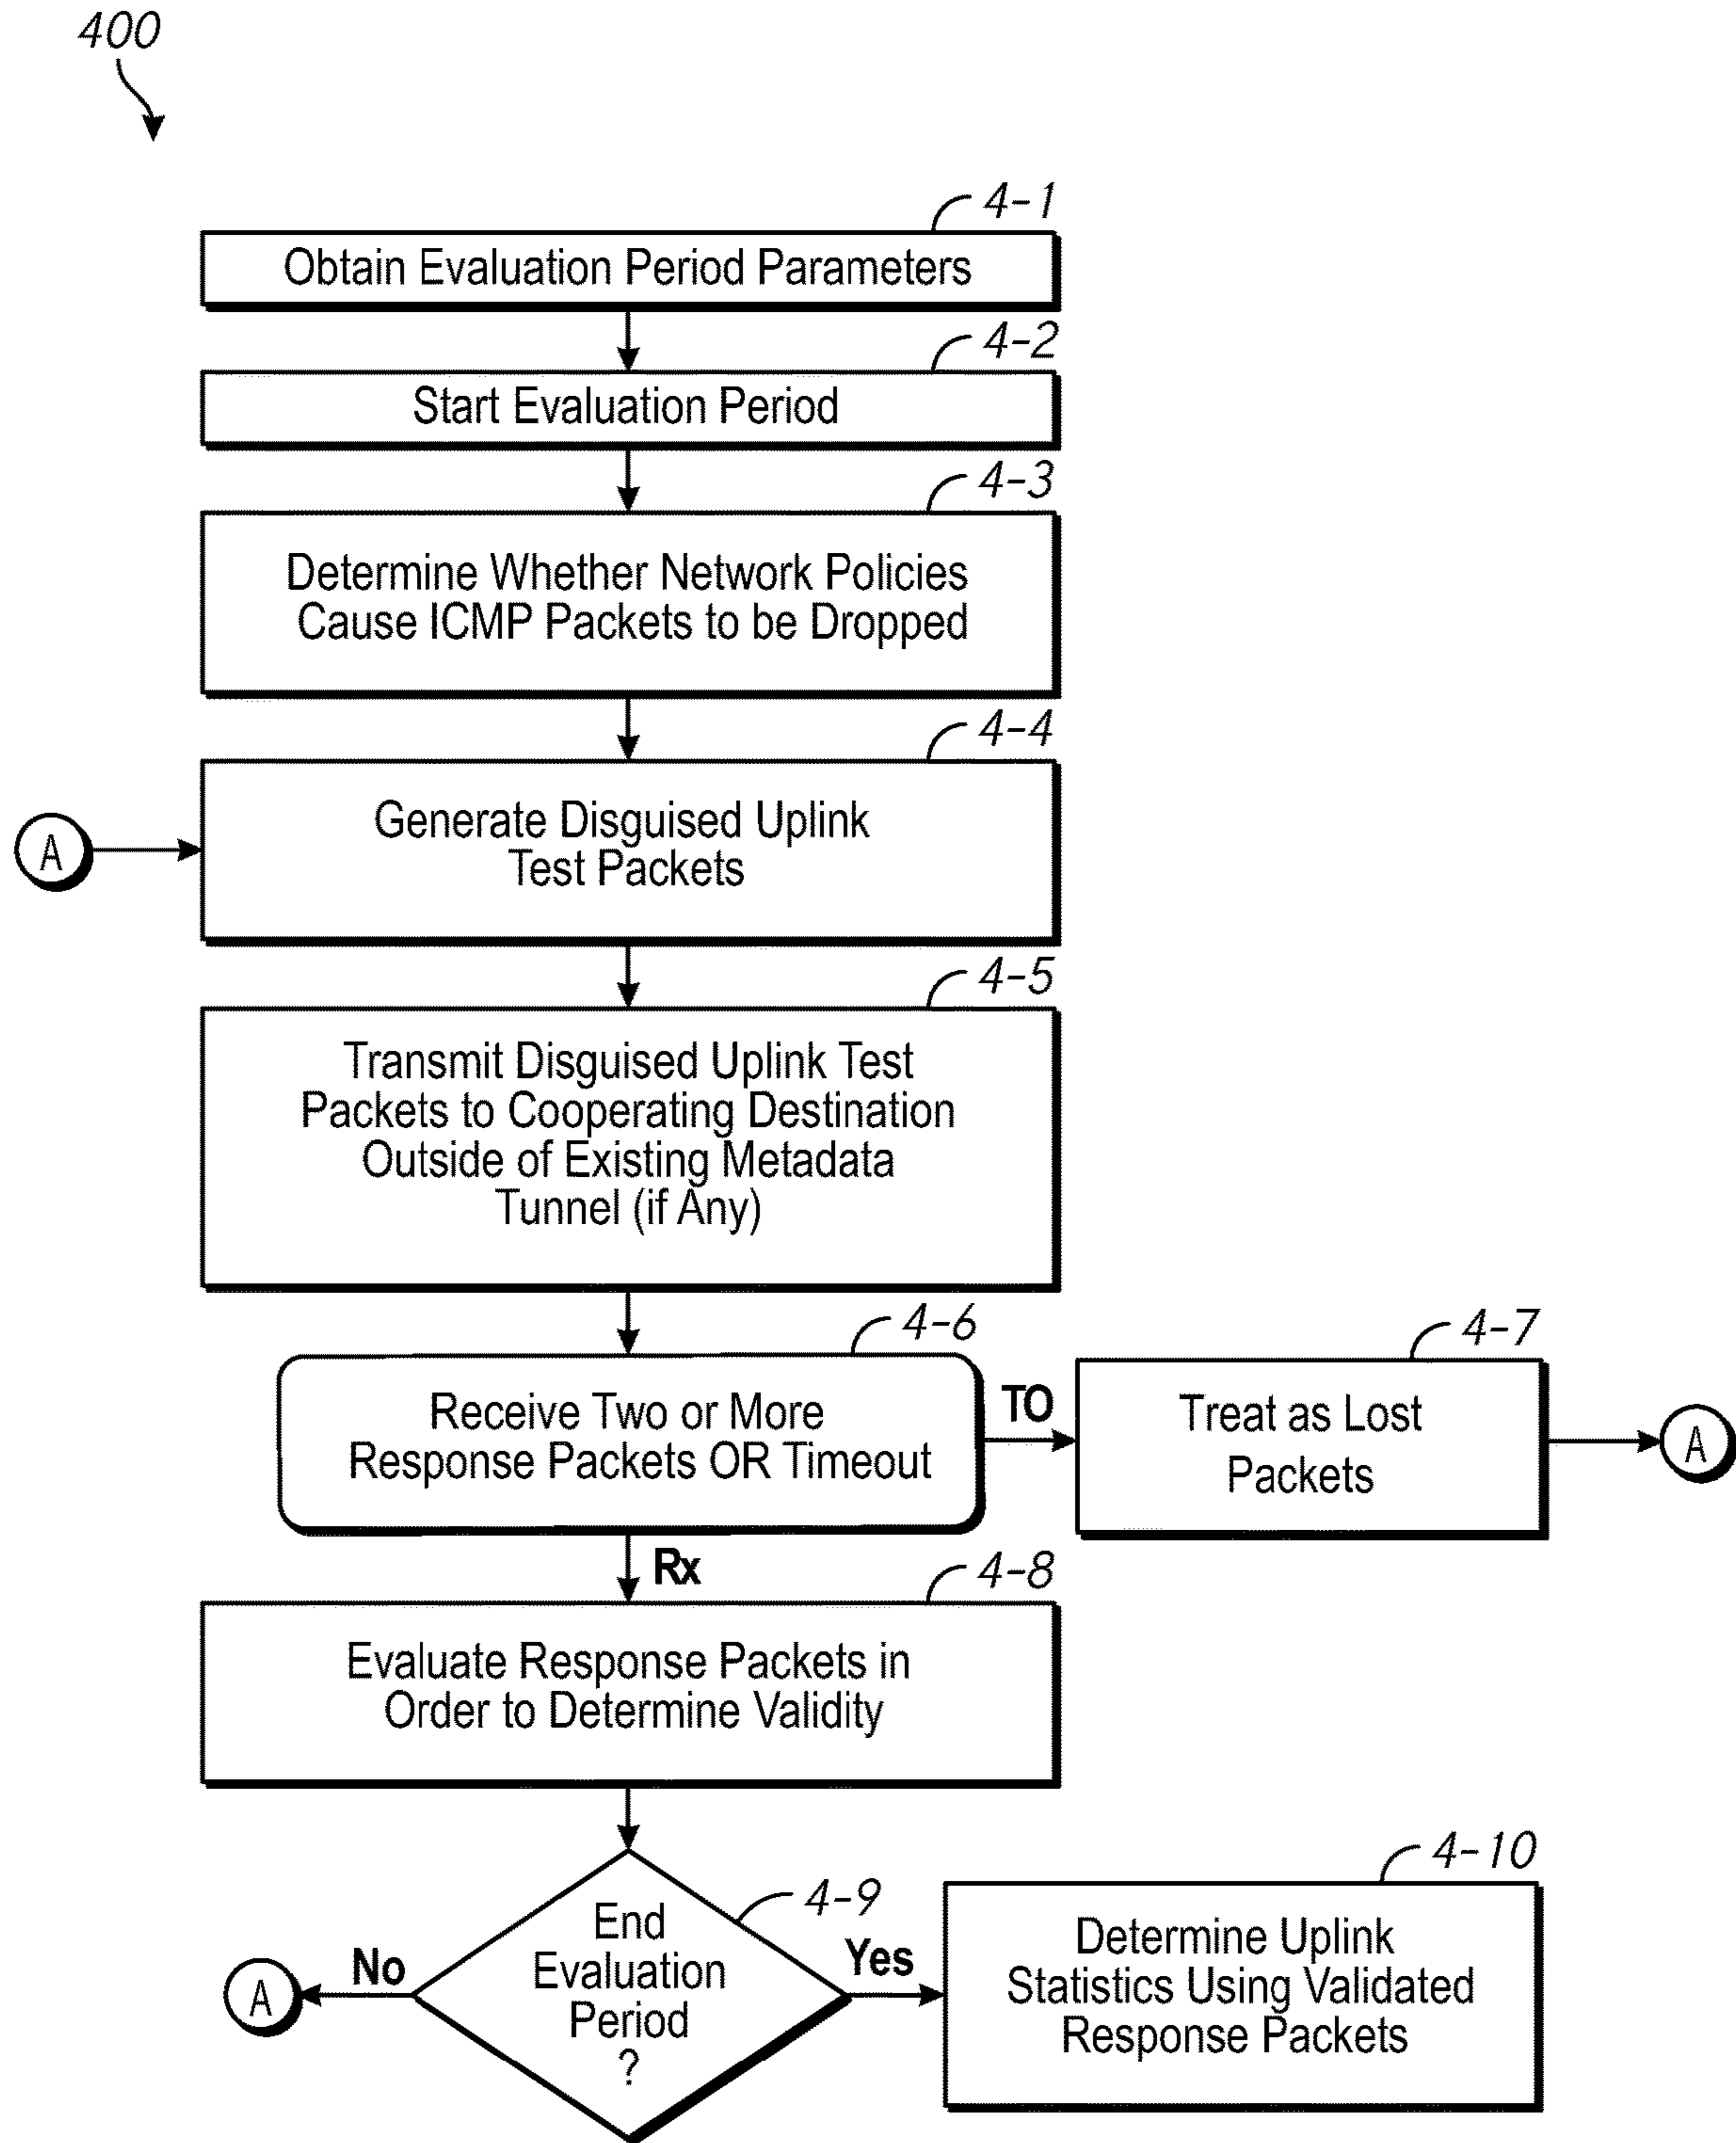 400
4-1
Obtain Evaluation Period Parameters
4-2
Start Evaluation Period
4-3
Determine Whether Network Policies
Cause ICMP Packets to be Dropped
4-4
A
Generate Disguised Uplink
Test Packets
4-5
Transmit Disguised Uplink Test
Packets to Cooperating Destination
Outside of Existing Metadata
Tunnel (if Any)
4-6
Receive Two or More
Response Packets OR Timeout
TO
4-7
Treat as Lost
Packets
A
Rx
4-8
Evaluate Response Packets in
Order to Determine Validity
4-9
End
Evaluation
Period
?
No
A
Yes
4-10
Determine Uplink
Statistics Using Validated
Response Packets